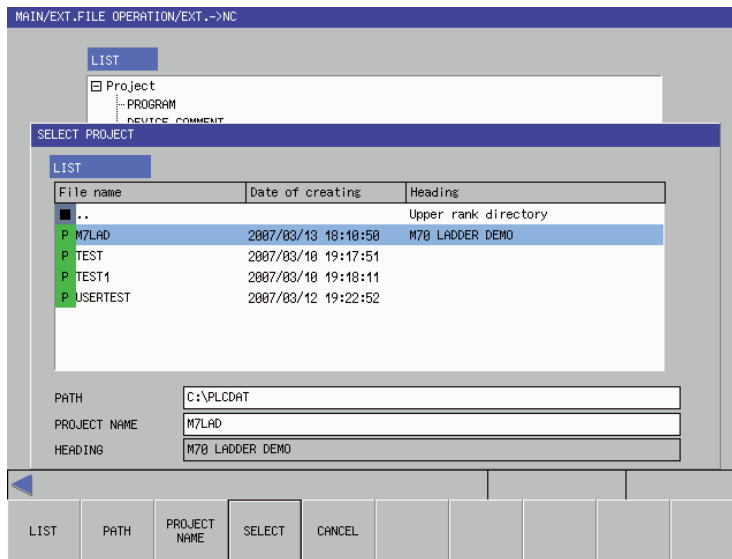 MAIN/EXT.FILE OPERATION/EXT.->NC
LIST
Project
PROGRAM
DEVICE COMMENT
SELECT PROJECT
LIST
File name Date of creating Heading
.. Upper rank directory
P M7LAD 2007/03/13 18:10:50 M70 LADDER DEMO
P TEST 2007/03/10 19:17:51
P TEST1 2007/03/10 19:18:11
P USERTEST 2007/03/12 19:22:52
PATH C:\PLCDAT
PROJECT NAME M7LAD
HEADING M70 LADDER DEMO
LIST PATH PROJECT NAME SELECT CANCEL